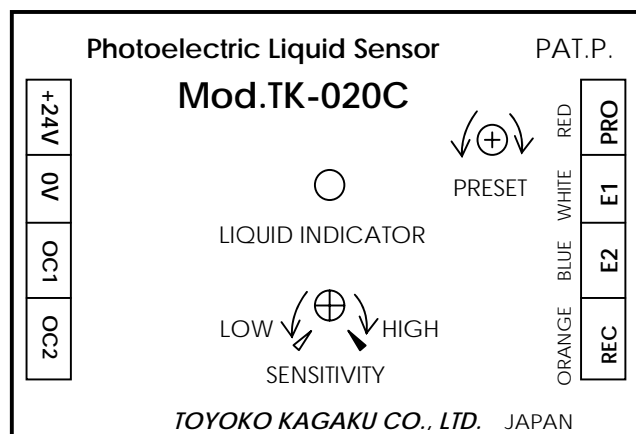 Photoelectric Liquid Sensor PAT.P.
Mod.TK-020C
+24V
0V
OC1
OC2
PRESET
LIQUID INDICATOR
LOW HIGH
SENSITIVITY
RED PRO
WHITE E1
BLUE E2
ORANGE REC
TOYOKO KAGAKU CO., LTD. JAPAN